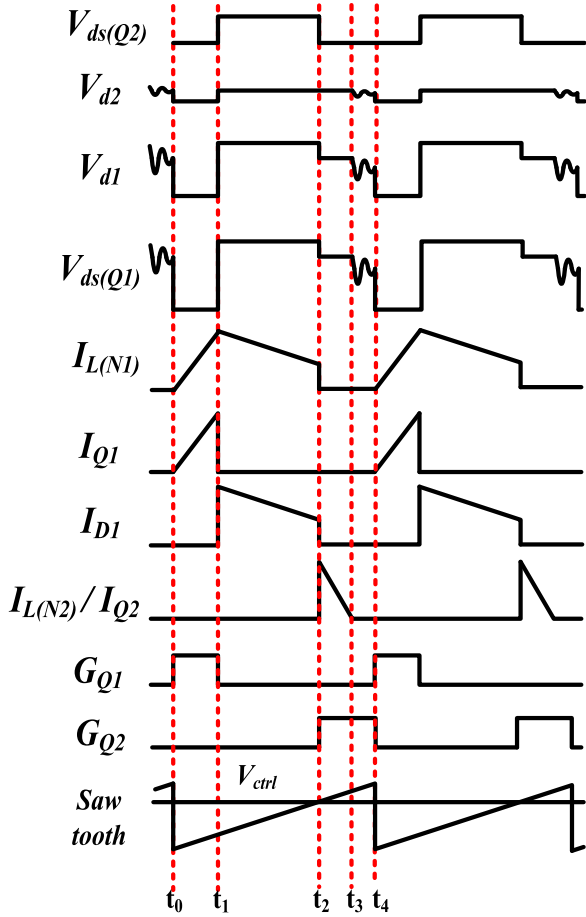 Vds(Q2)
Vd2
Vd1
Vds(Q1)
IL(N1)
IQ1
ID1
IL(N2)/IQ2
GQ1
GQ2
Vctrl
Saw
tooth
t0 t1 t2 t3 t4